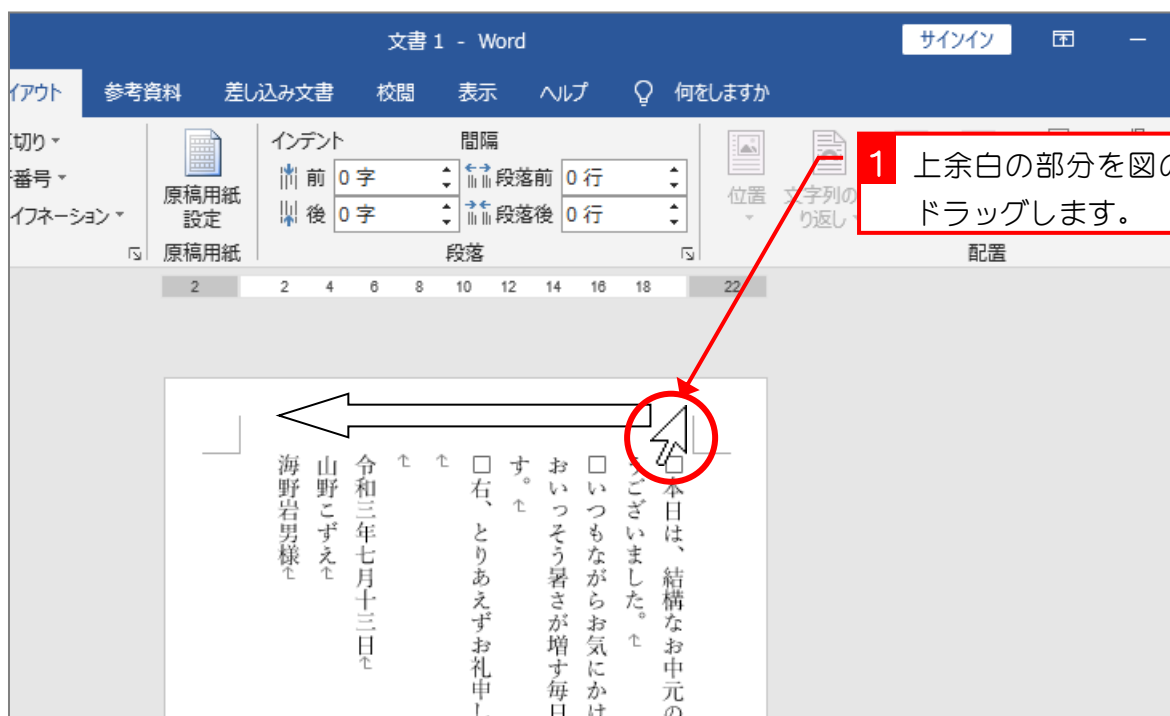 文書 1 - Word
サインイン
イアウト 参考資料 差し込み文書 校閲 表示 ヘルプ 何をしますか
区切り
番号
イフネーション
原稿用紙
設定
原稿用紙
インデント
前 0 字
後 0 字
間隔
段落前 0 行
段落後 0 行
段落
位置
文字列の
り返し
配置
1 上余白の部分を図の
ドラッグします。
2 2 4 6 8 10 12 14 16 18 22
□本日は、結構なお中元の
うございました。
□いつもながらお気にかけ
おいっそう暑さが増す毎日
す。
□右、とりあえずお礼申し
令和三年七月十三日
山野こずえ
海野岩男様